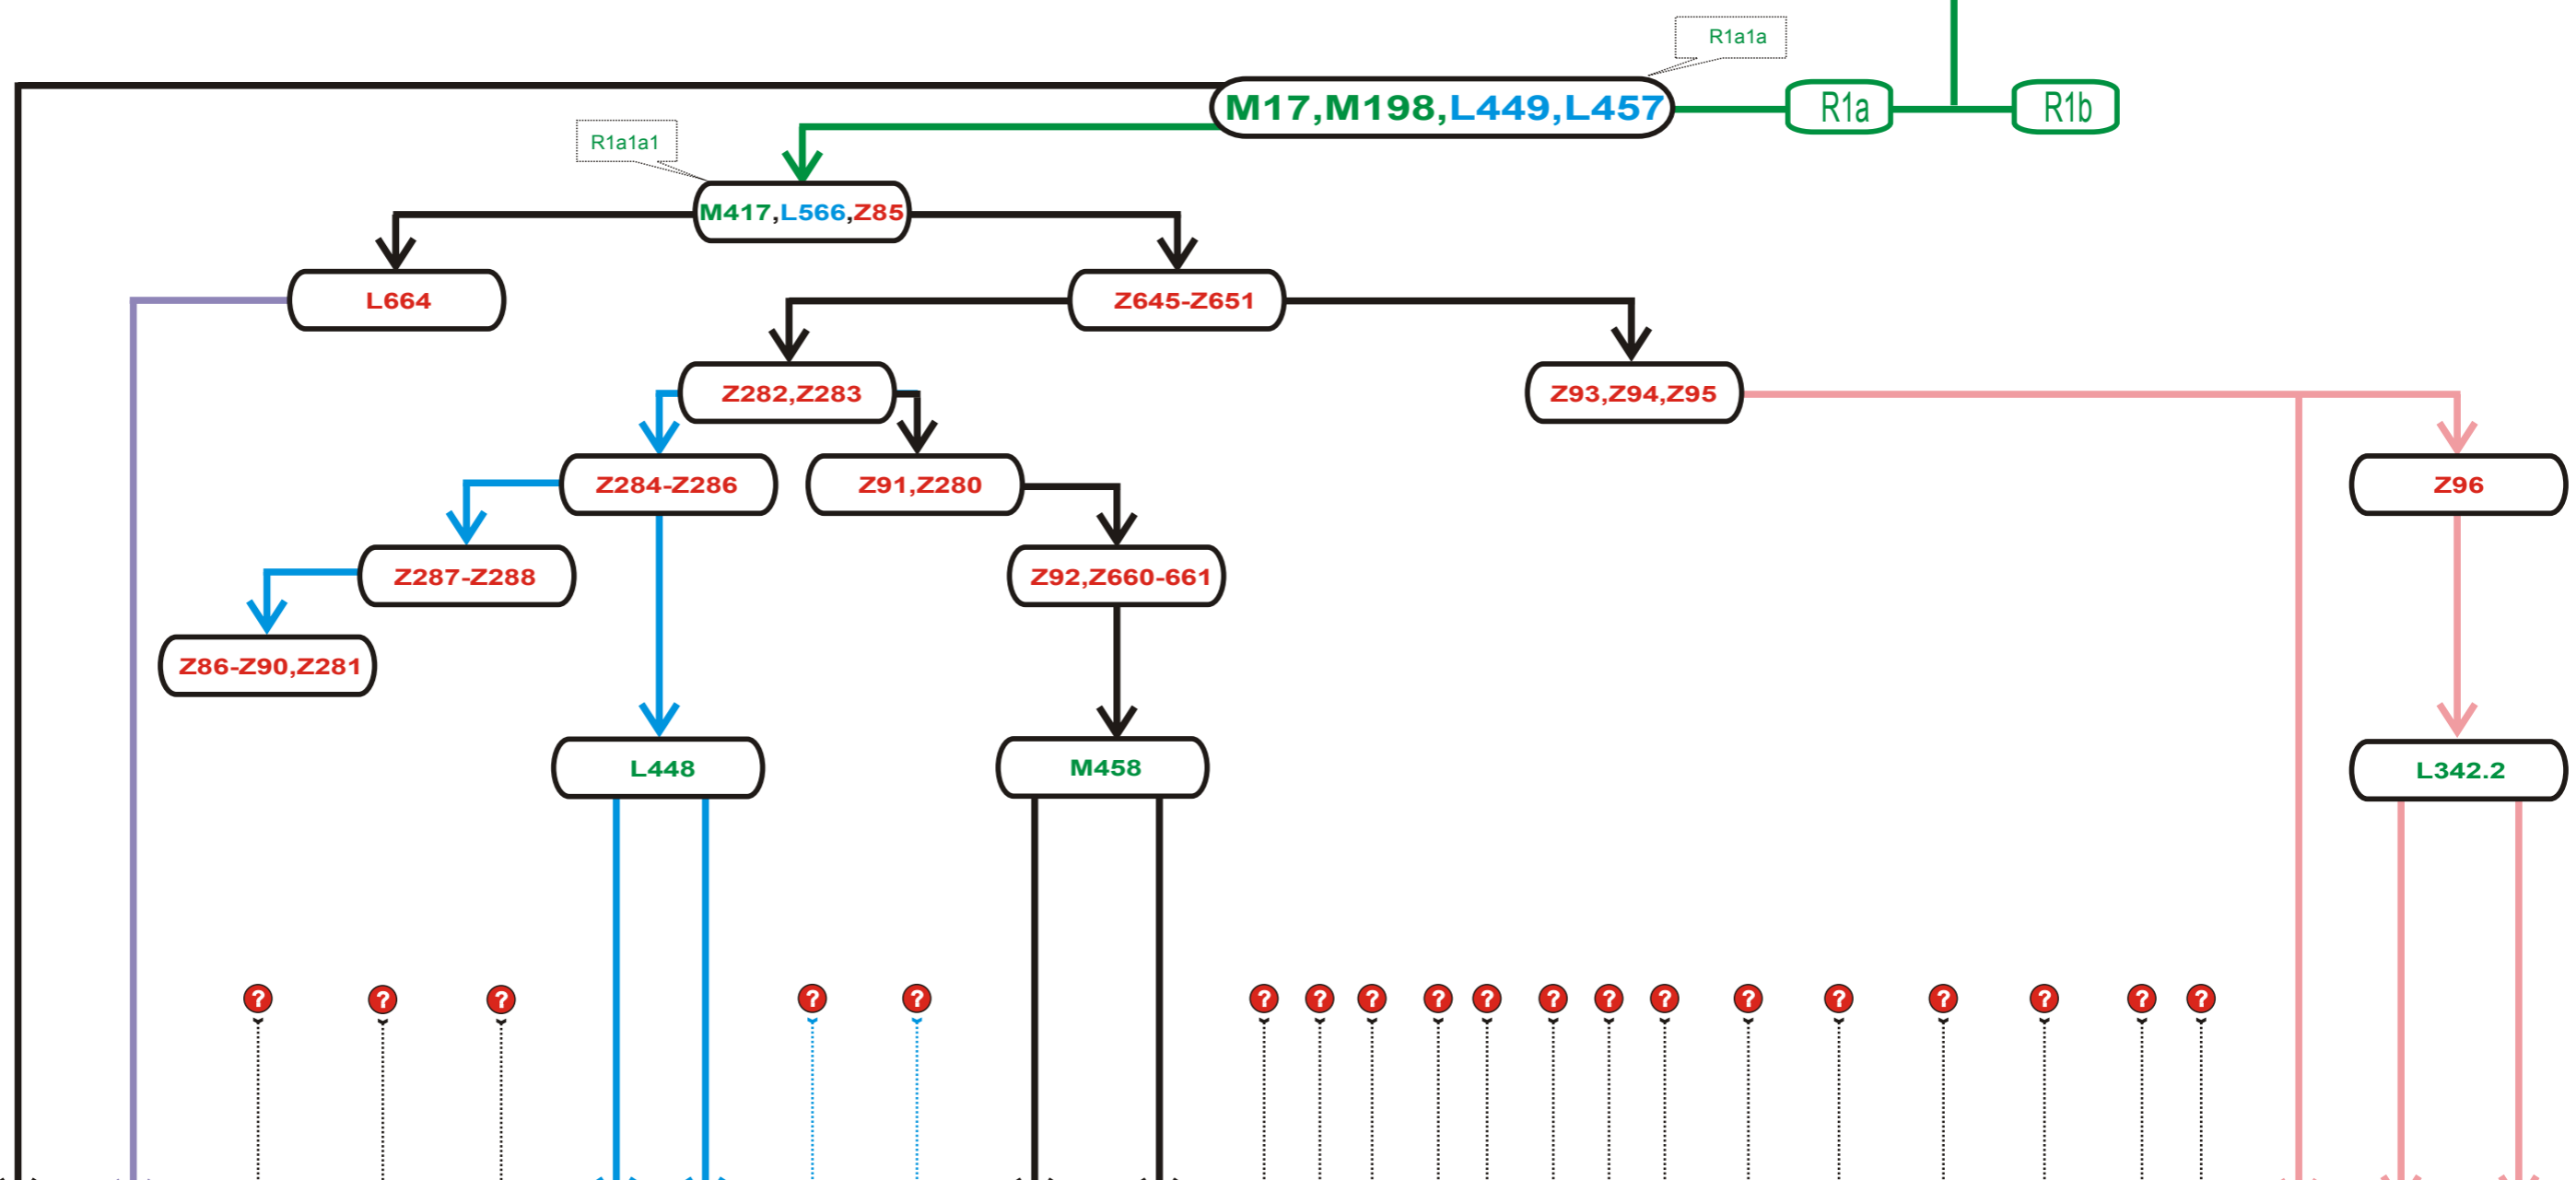 R1a1a
M17,M198,L449,L457
R1a
R1b
R1a1a1
M417,L566,Z85
L664
Z645-Z651
Z282,Z283
Z93,Z94,Z95
Z284-Z286
Z91,Z280
Z96
Z287-Z288
Z92,Z660-661
Z86-Z90,Z281
L448
M458
L342.2
? ? ? ? ? ? ? ? ? ? ? ? ? ? ? ? ? ? ?